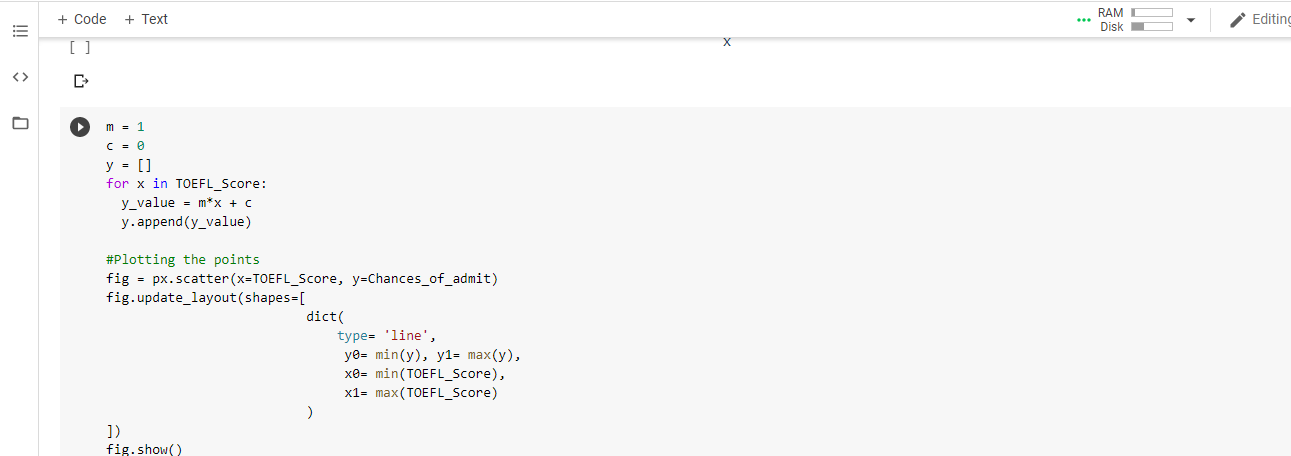 + Code + Text
RAM
Disk
Editing
[ ]
x
m = 1
c = 0
y = []
for x in TOEFL_Score:
  y_value = m*x + c
  y.append(y_value)
#Plotting the points
fig = px.scatter(x=TOEFL_Score, y=Chances_of_admit)
fig.update_layout(shapes=[
dict(
type= 'line',
y0= min(y), y1= max(y),
x0= min(TOEFL_Score),
x1= max(TOEFL_Score)
)
])
fig.show()